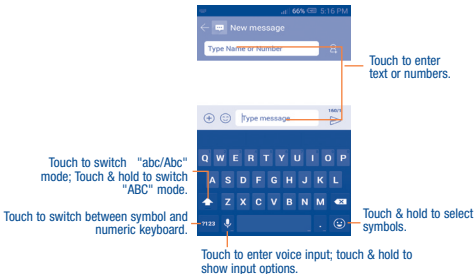 66% 5:16 PM
New message
Type Name or Number
Touch to enter
text or numbers.
160/1
Type message
Q W E R T Y U I O P
A S D F G H J K L
Z X C V B N M
?123 .
Touch to switch "abc/Abc"
mode; Touch & hold to switch
"ABC" mode.
Touch to switch between symbol and
numeric keyboard.
Touch & hold to select
symbols.
Touch to enter voice input; touch & hold to
show input options.